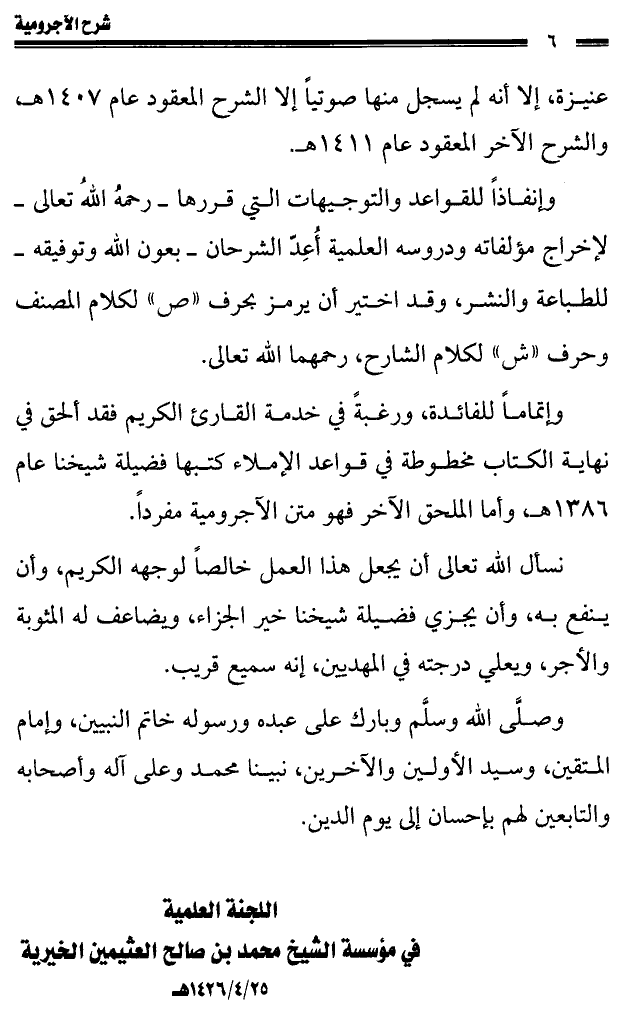 شرح الآجرومية
٦
عنيـزة، إلا أنه لم يسجل منها صوتياً إلا الشرح المعقود عام ١٤٠٧هـ،
والشرح الآخر المعقود عام ١٤١١هـ.
وإنفـاذاً للقـواعد والتوجيهات التـي قـررها ـ رحمهُ اللهُ تعالى ـ
لإخراج مؤلفاته ودروسه العلمية أُعِدّ الشرحان ـ بعون الله وتوفيقه ـ
للطباعة والنشر، وقد اختير أن يرمز بحرف «ص» لكلام المصنف
وحرف «ش» لكلام الشارح، رحمهما الله تعالى.
وإتماماً للفائدة، ورغبةً في خدمة القارئ الكريم فقد ألحق في
نهاية الكتاب مخطوطة في قواعد الإملاء كتبها فضيلة شيخنا عام
١٣٨٦هـ، وأما الملحق الآخر فهو متن الآجرومية مفرداً.
نسأل الله تعالى أن يجعل هذا العمل خالصاً لوجهه الكريم، وأن
ينفع به، وأن يجزي فضيلة شيخنا خير الجزاء، ويضاعف له المثوبة
والأجر، ويعلي درجته في المهديين، إنه سميع قريب.
وصلَّى الله وسلَّم وبارك على عبده ورسوله خاتم النبيين، وإمام
المتقين، وسيد الأولين والآخرين، نبينا محمد وعلى آله وأصحابه
والتابعين لهم بإحسان إلى يوم الدين.
اللجنة العلمية
في مؤسسة الشيخ محمد بن صالح العثيمين الخيرية
١٤٢٦/٤/٢٥هـ